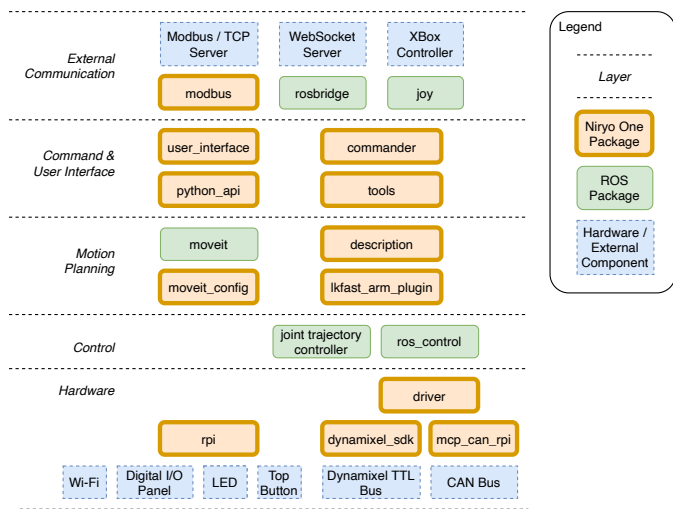 External
Communication
Modbus / TCP
Server
WebSocket
Server
XBox
Controller
modbus
rosbridge
joy
Command &
User Interface
user_interface
commander
python_api
tools
Motion
Planning
moveit
description
moveit_config
Ikfast_arm_plugin
Control
joint trajectory
controller
ros_control
Hardware
driver
rpi
dynamixel_sdk
mcp_can_rpi
Wi-Fi
Digital I/O
Panel
LED
Top
Button
Dynamixel TTL
Bus
CAN Bus
Legend
Layer
Niryo One
Package
ROS
Package
Hardware /
External
Component